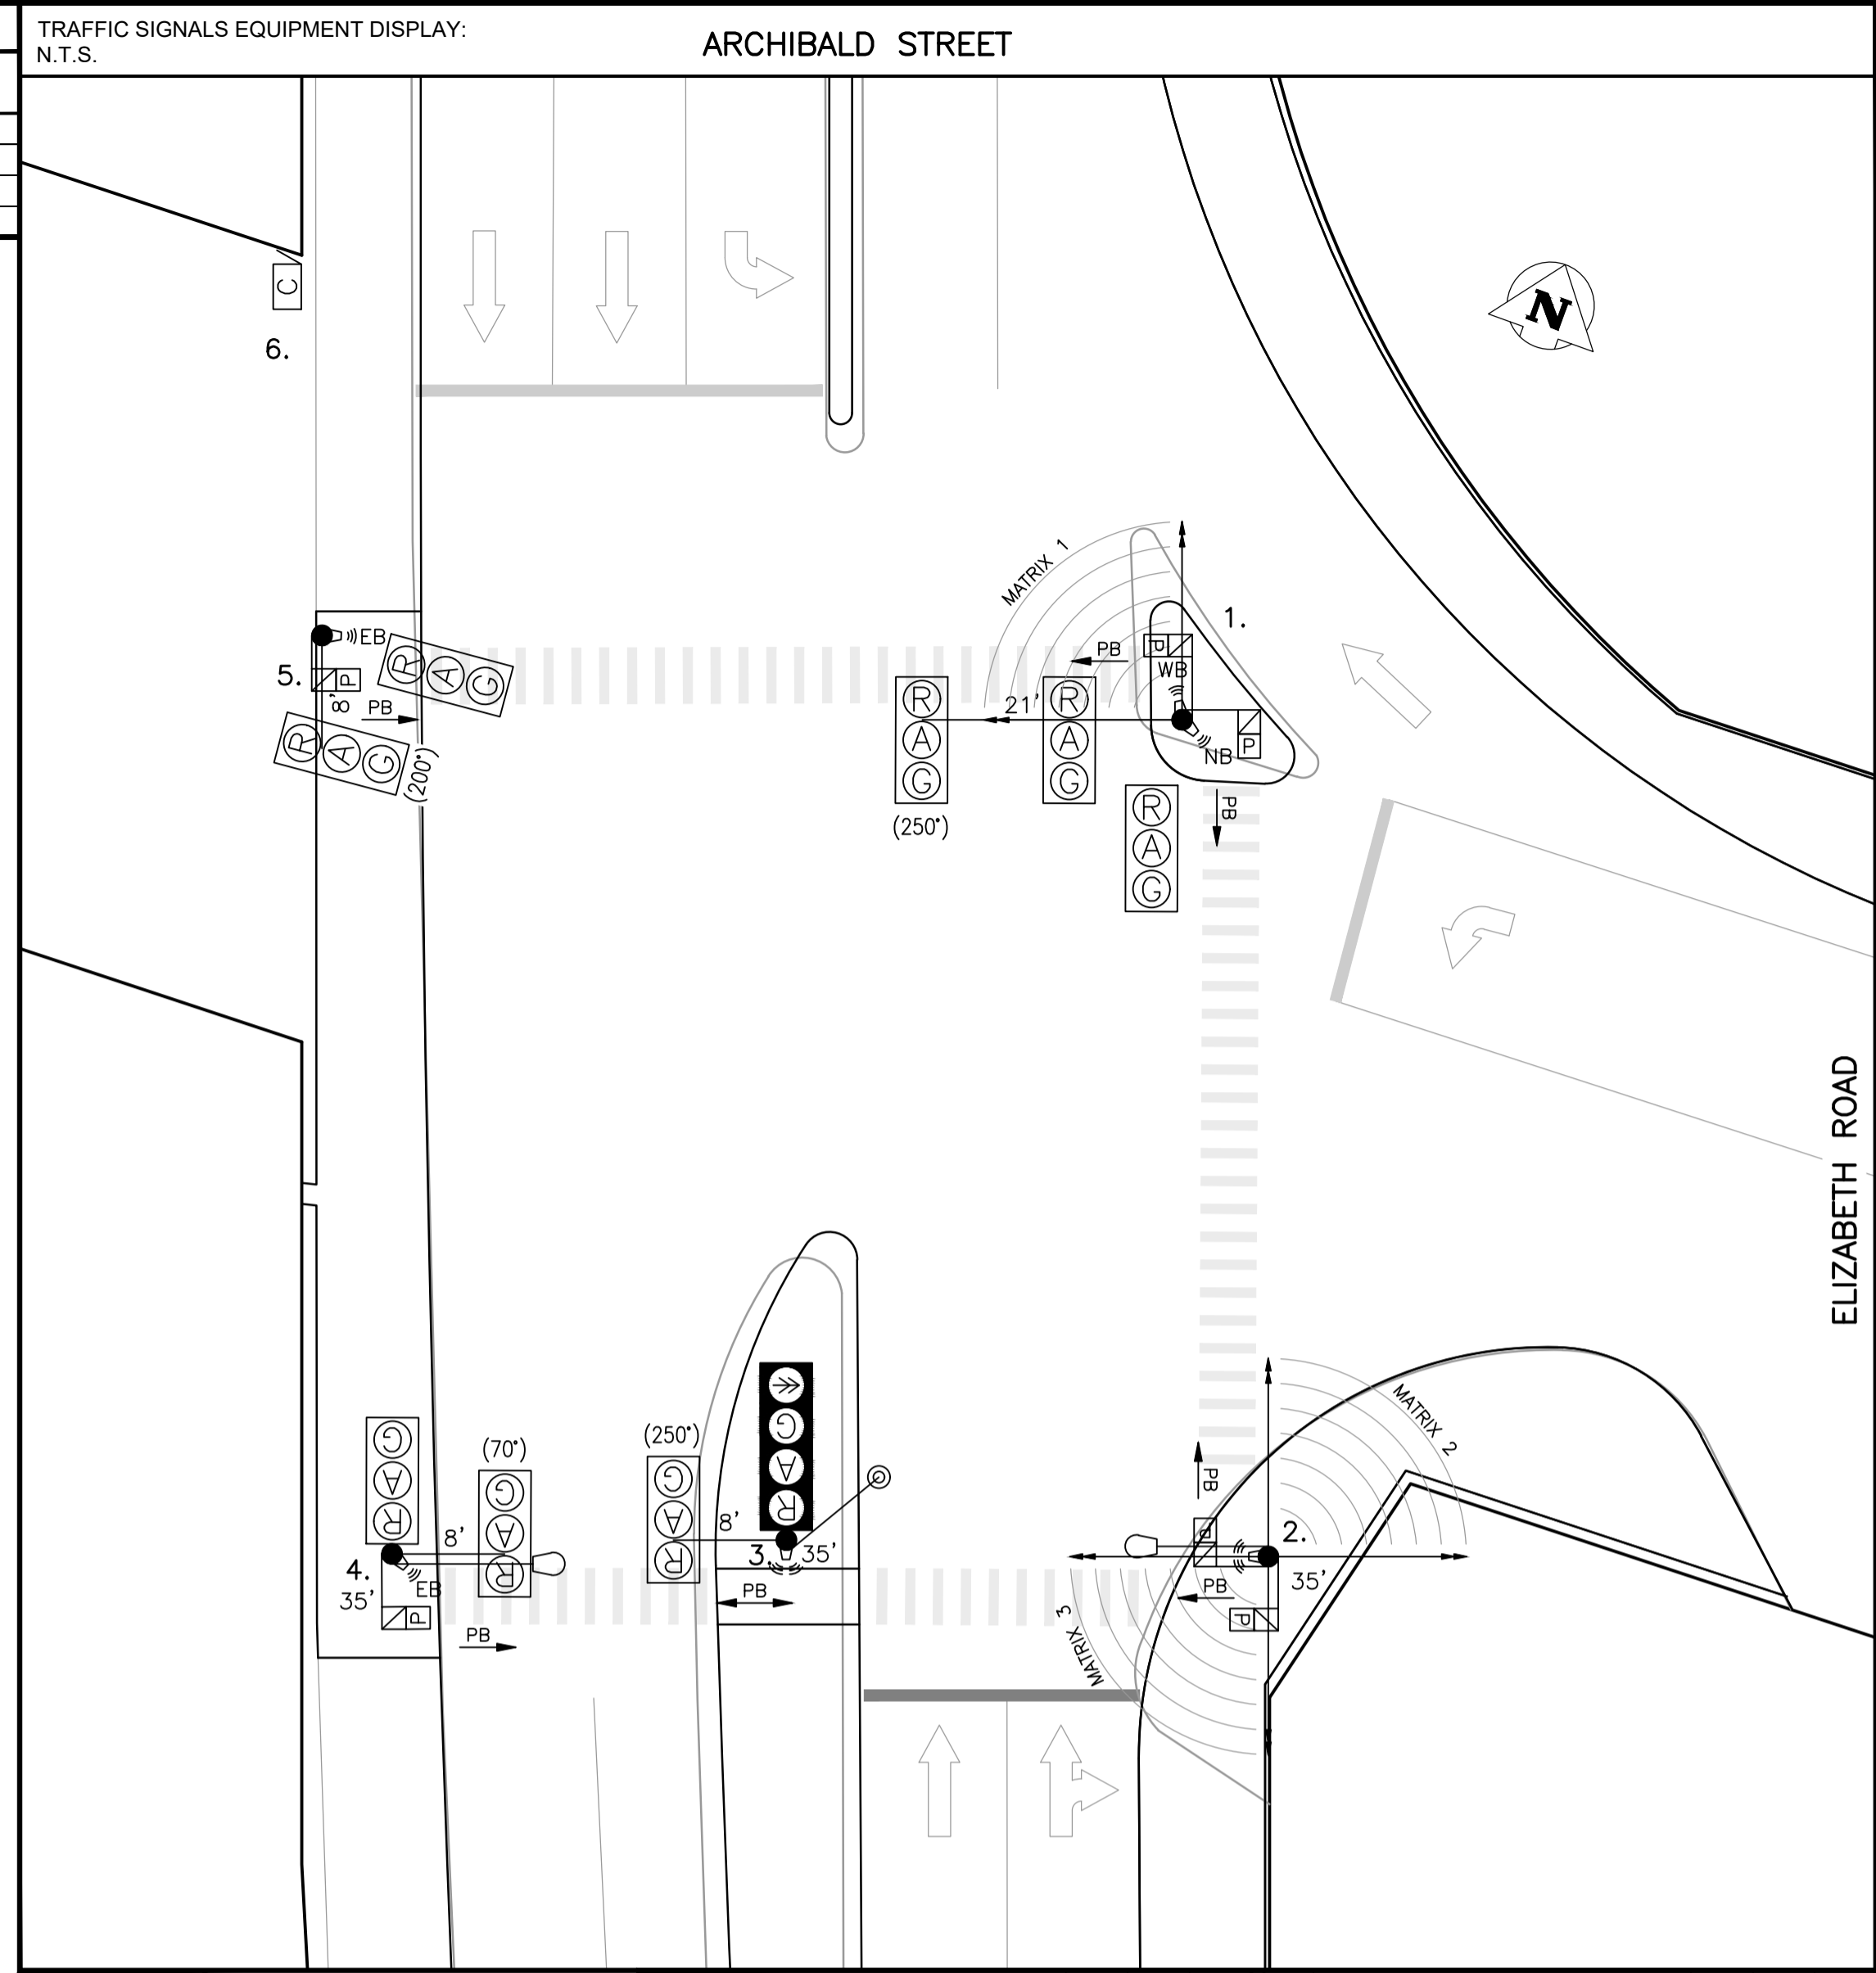 TRAFFIC SIGNALS EQUIPMENT DISPLAY:
N.T.S.
ARCHIBALD STREET
C
6.
N
MATRIX 1
1.
EB
R A G
5.
P
8'
PB
R A G
(200°)
PB
P
WB
21'
R A G
R A G
(250°)
P
NB
PB
R A G
ELIZABETH ROAD
MATRIX 2
(250°)
(70°)
G A R
G A R
G A R
G A R
8'
8'
3.
35'
4.
35'
EB
P
PB
PB
PB
P
2.
35'
PB
P
MATRIX 3